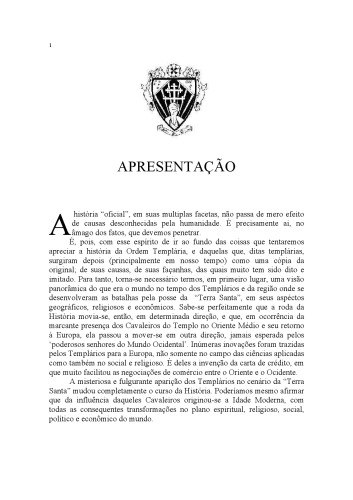 1
APRESENTAÇÃO
A história "oficial", em suas multiplas facetas, não passa de mero efeito
de causas desconhecidas pela humanidade. E precisamente ai, no
âmago dos fatos, que devemos penetrar.
É, pois, com esse espirito de ir ao fundo das coisas que tentaremos
apreciar a história da Ordem Templária, e daquelas que, ditas templárias,
surgiram depois (principalmente em nosso tempo) como uma cópia da
original, de suas causas, de suas façanhas, das quais muito tem sido dito e
imitado. Para tanto, torna-se necessário termos, em primeiro lugar, uma visão
panorâmica do que era o mundo no tempo dos Templários e da região onde se
desenvolveram as batalhas pela posse da "Terra Santa", em seus aspectos
geográficos, religiosos e econômicos. Sabe-se perfeitamente que a roda da
História movia-se, então, em determinada direção, e que, em ocorrência da
marcante presença dos Cavaleiros do Templo no Oriente Médio e seu retorno
à Europa, ela passou a mover-se em outra direção, jamais esperada pelos
'poderosos senhores do Mundo Ocidental'. Inúmeras inovações foram trazidas
pelos Templários para a Europa, não somente no campo das ciências aplicadas
como também no social e religioso. É deles a invenção da carta de crédito, em
que muito facilitou as negociações de comércio entre o Oriente e o Ocidente.
A misteriosa e fulgurante aparição dos Templários no cenário da "Terra
Santa" mudou completamente o curso da História. Poderiamos mesmo afirmar
que da influência daqueles Cavaleiros originou-se a Idade Moderna, com
todas as consequentes transformações no plano espiritual, religioso, social,
politico e econômico do mundo.